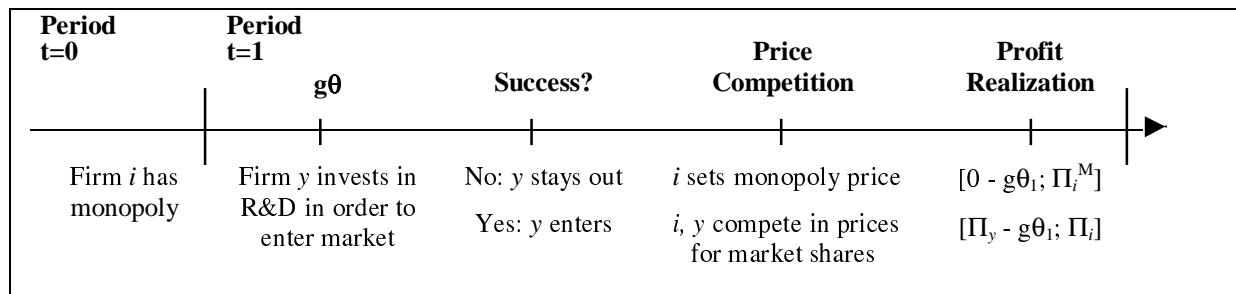 Period
t=0
Period
t=1
gθ
Success?
Price
Competition
Profit
Realization
Firm i has
monopoly
Firm y invests in
R&D in order to
enter market
No: y stays out
Yes: y enters
i sets monopoly price
i, y compete in prices
for market shares
[0 - gθ₁; Πᵢᴹ]
[Π_y - gθ₁; Πᵢ]